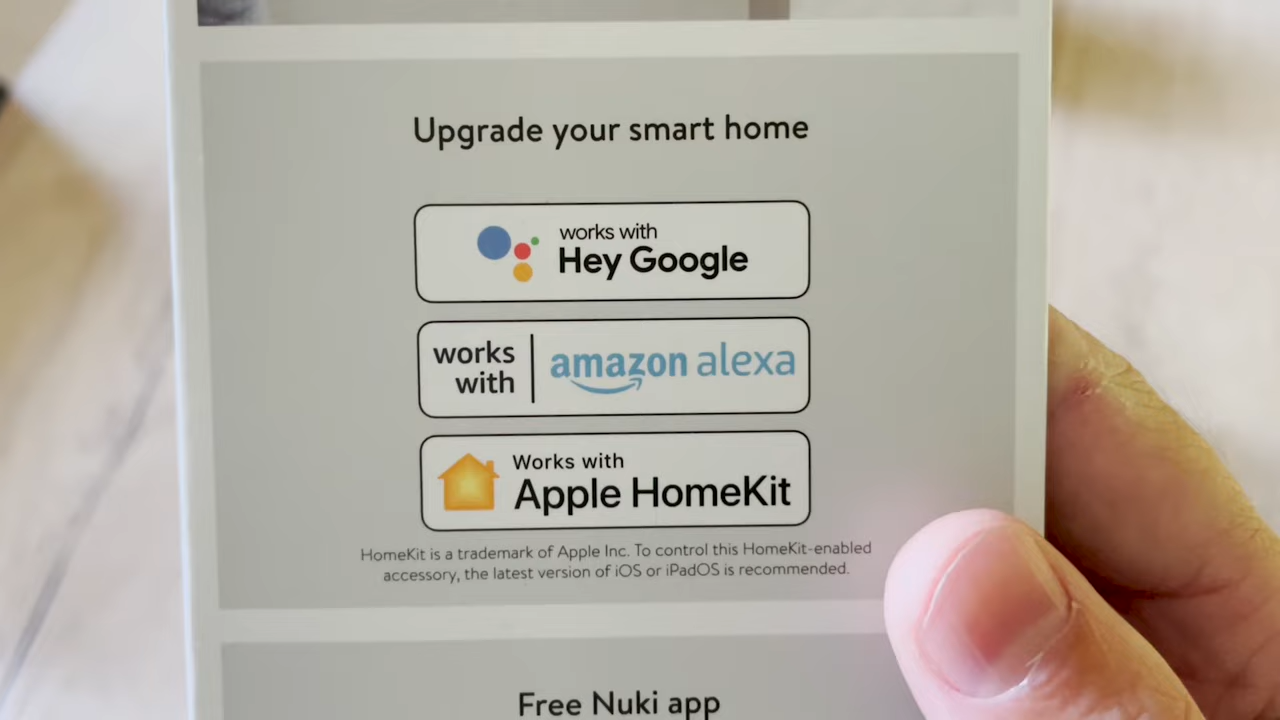 Upgrade your smart home
works with
Hey Google
works
with
amazon alexa
Works with
Apple HomeKit
HomeKit is a trademark of Apple Inc. To control this HomeKit-enabled
accessory, the latest version of iOS or iPadOS is recommended.
Free Nuki app